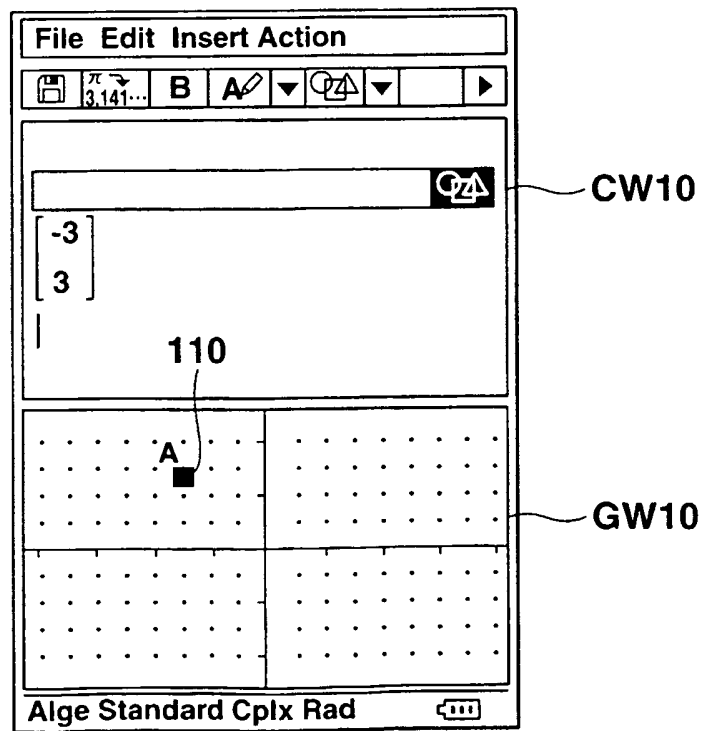 File Edit Insert Action
π
3.141··· B A
CW10
-3
3
110
A
GW10
Alge Standard Cplx Rad